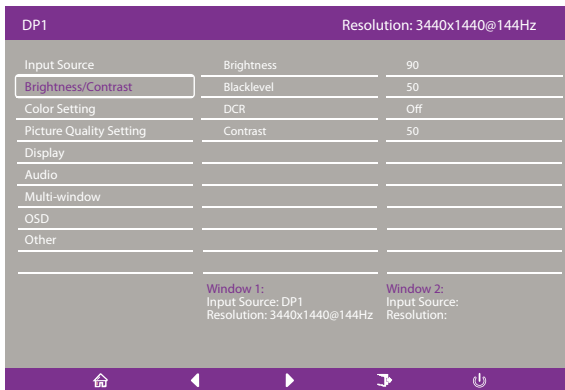 DP1 Resolution: 3440x1440@144Hz
Input Source Brightness 90
Brightness/Contrast Blacklevel 50
Color Setting DCR Off
Picture Quality Setting Contrast 50
Display
Audio
Multi-window
OSD
Other
Window 1: Window 2:
Input Source: DP1 Input Source:
Resolution: 3440x1440@144Hz Resolution: